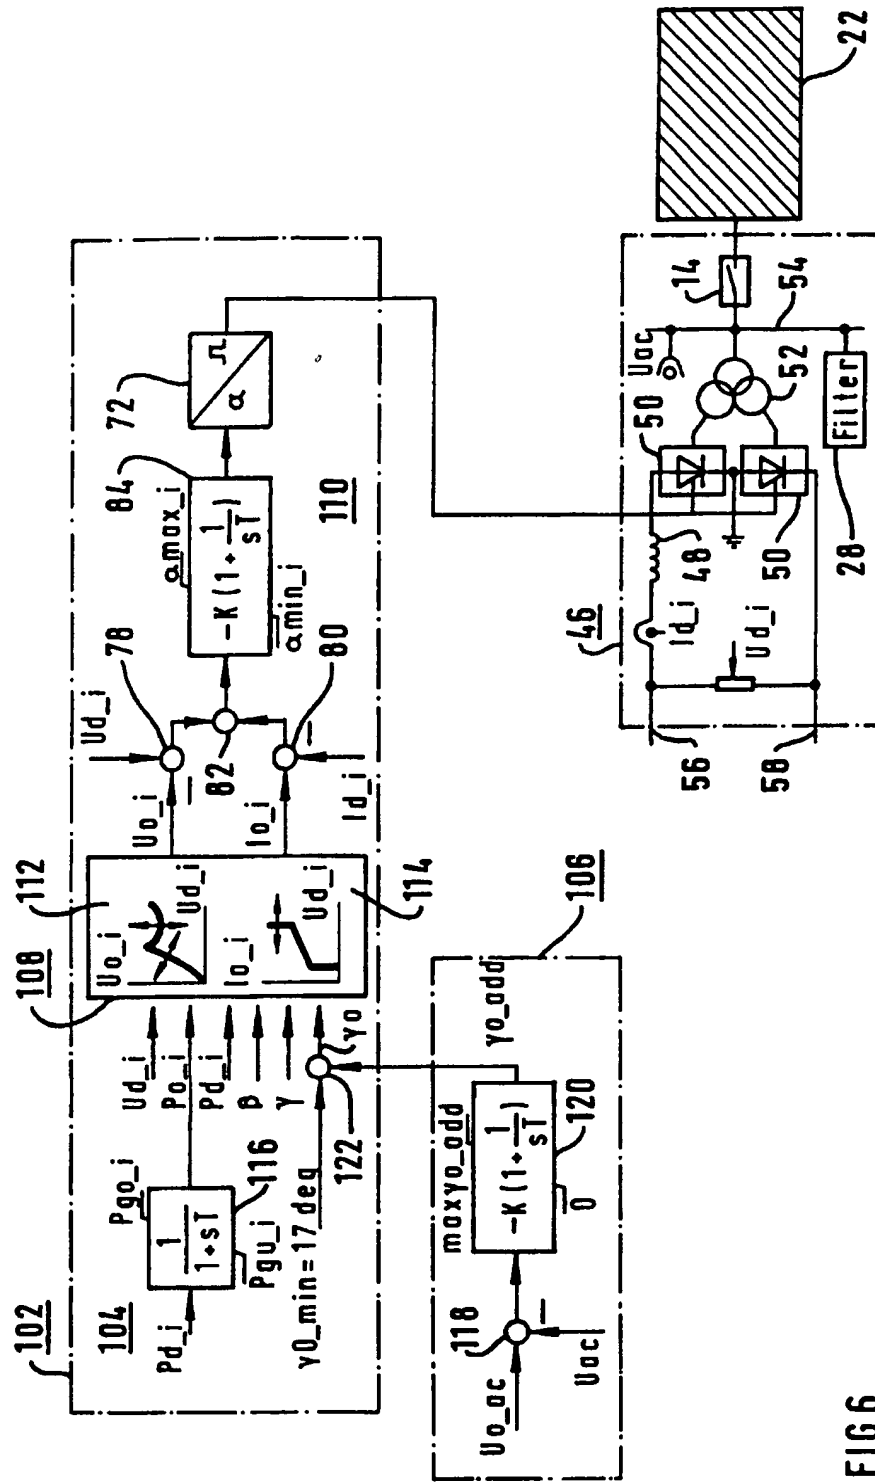 102
104
Pd_i
1
1+sT
Pgo_i
Pgu_i
116
γ0_min = 17deg
122
γo
Ud_i
Po_i
Pd_i
β
γ
108
112
Uo_i
Ud_i
Io_i
Ud_i
114
Uo_i
Io_i
Ud_i
78
–
82
80
–
Id_i
αmax_i
84
-K(1+ 1
sT )
αmin_i
110
72
α
106
Uo_ac
118
–
Uac
maxγo_add
-K(1+ 1
sT )
0
120
γo_add
46
56
58
Id_i
Ud_i
48
50
50
52
Uac
54
14
Filter
28
22
FIG 6